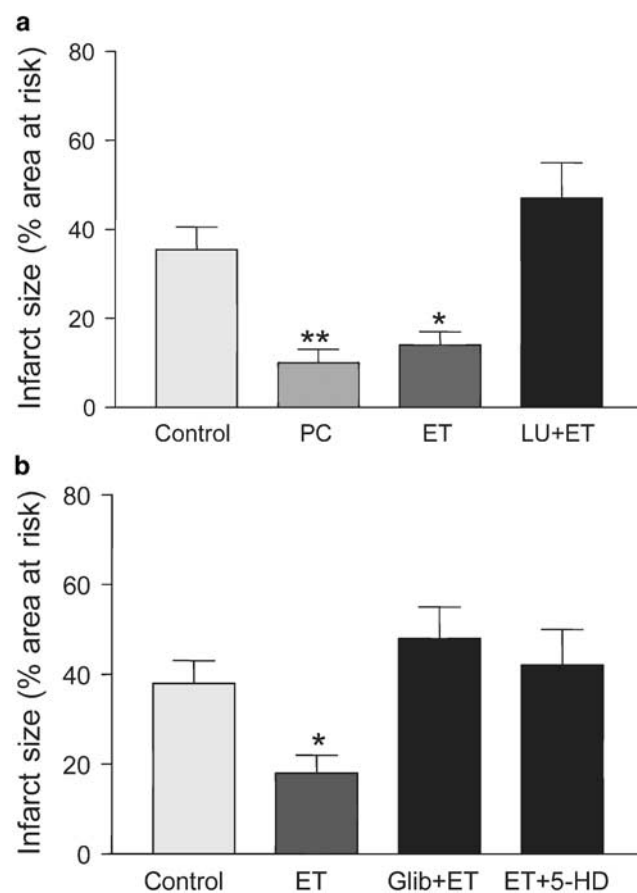 a
Infarct size (% area at risk)
80
60
40
20
0
**
*
Control PC ET LU+ET
b
Infarct size (% area at risk)
80
60
40
20
0
*
Control ET Glib+ET ET+5-HD